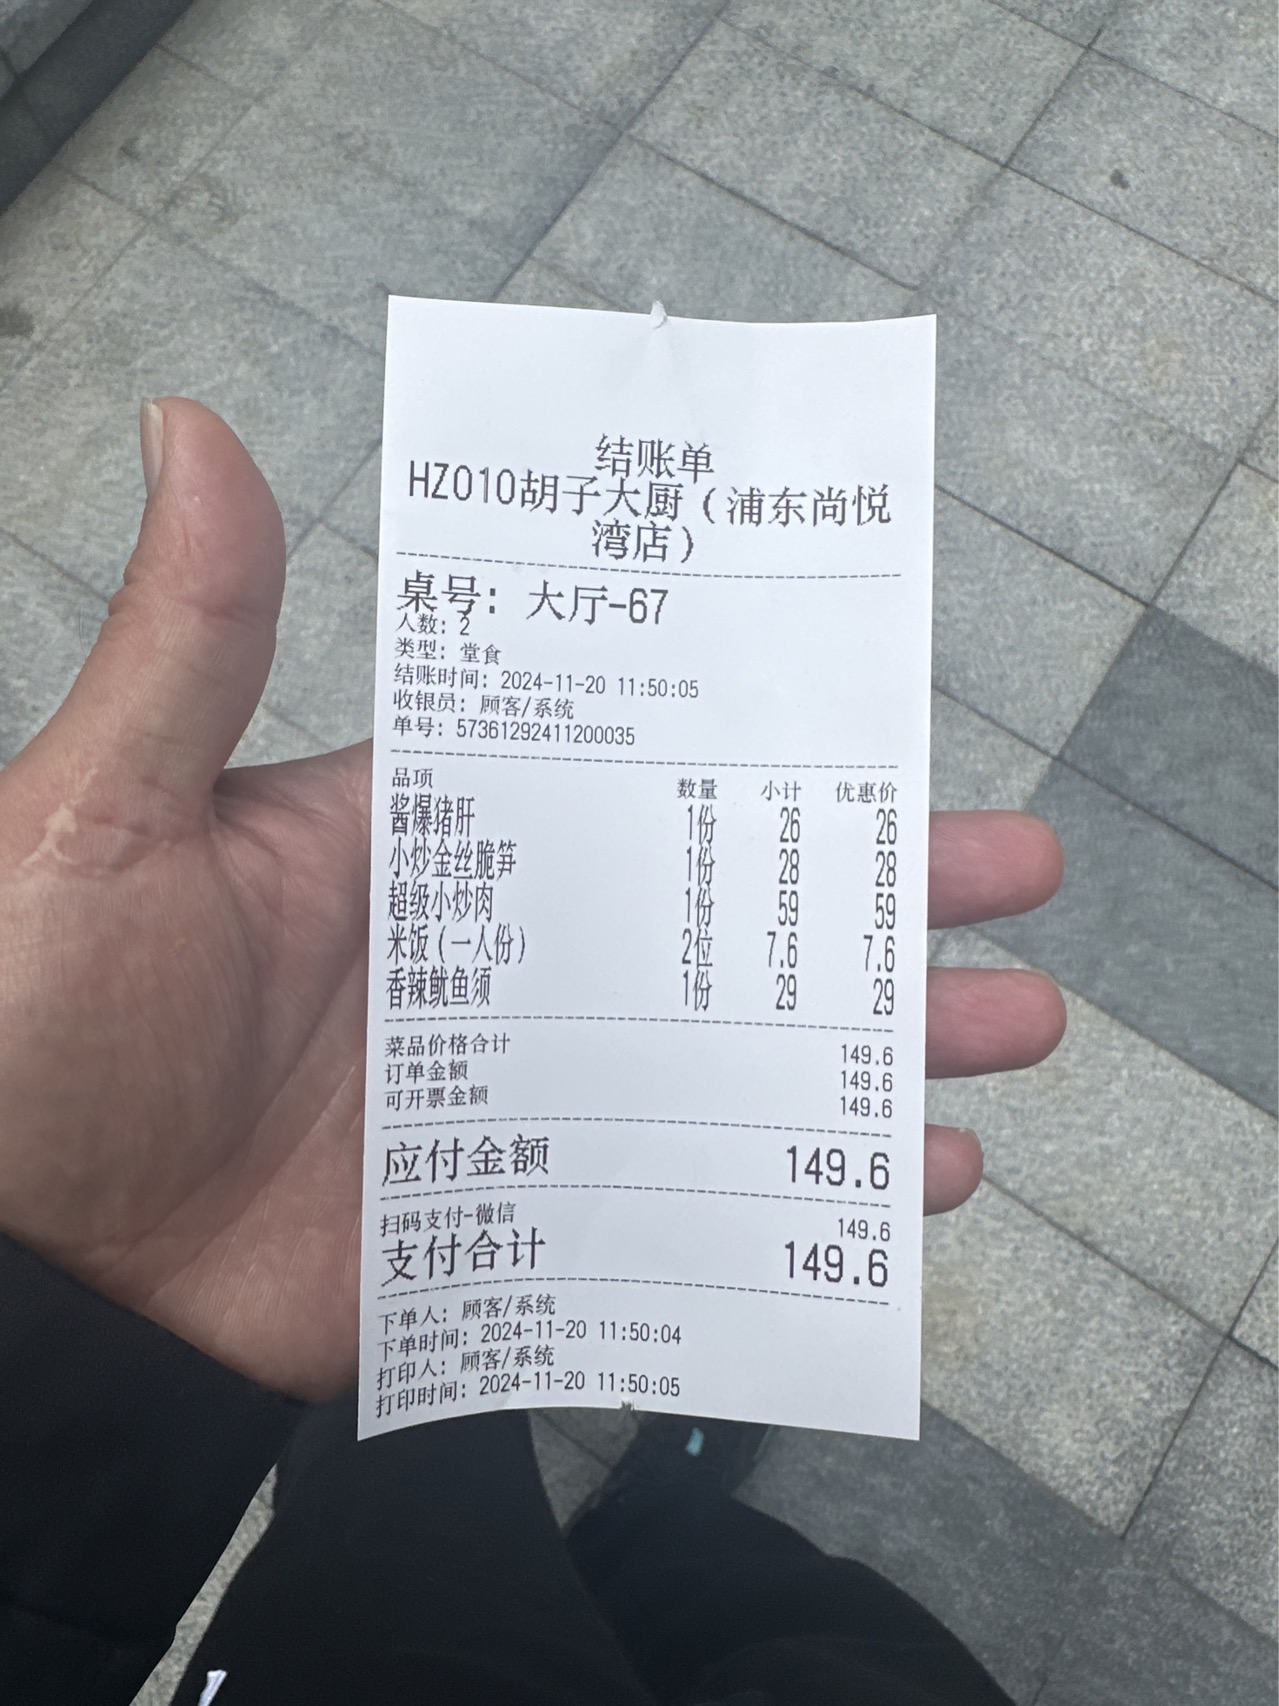 结账单
HZ010胡子大厨(浦东尚悦
湾店)
桌号: 大厅-67
人数: 2
类型: 堂食
结账时间: 2024-11-20 11:50:05
收银员: 顾客/系统
单号: 57361292411200035
品项 数量 小计 优惠价
酱爆猪肝 1份 26 26
小炒金丝脆笋 1份 28 28
超级小炒肉 1份 59 59
米饭(一人份) 2位 7.6 7.6
香辣鱿鱼须 1份 29 29
菜品价格合计 149.6
订单金额 149.6
可开票金额 149.6
应付金额 149.6
扫码支付-微信 149.6
支付合计 149.6
下单人: 顾客/系统
下单时间: 2024-11-20 11:50:04
打印人: 顾客/系统
打印时间: 2024-11-20 11:50:05